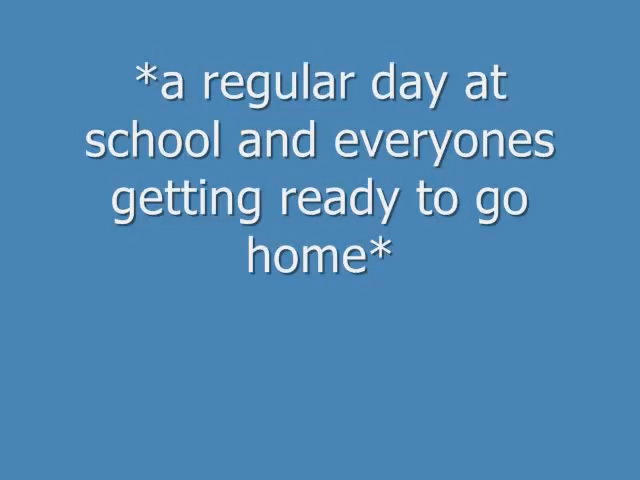 *a regular day at
school and everyones
getting ready to go
home*